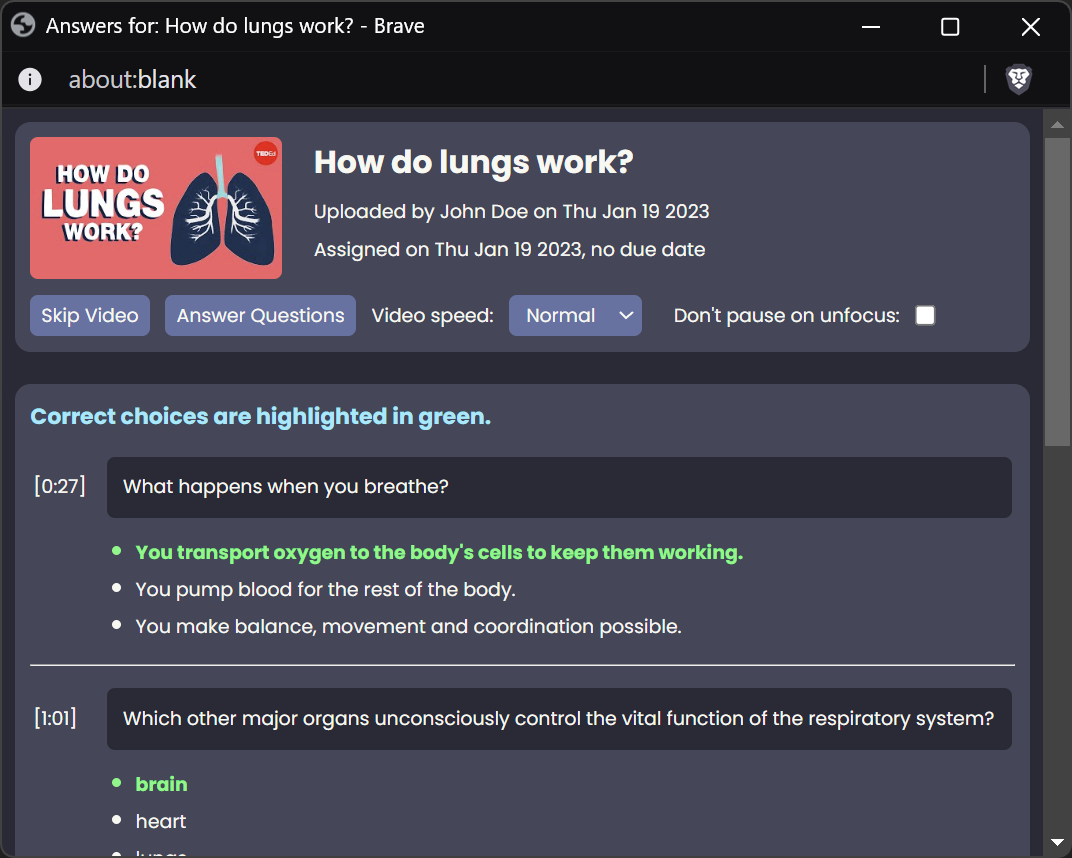 Answers for: How do lungs work? - Brave
about:blank
HOW DO
LUNGS
WORK?
TED-Ed
How do lungs work?
Uploaded by John Doe on Thu Jan 19 2023
Assigned on Thu Jan 19 2023, no due date
Skip Video
Answer Questions
Video speed:
Normal
Don't pause on unfocus:
Correct choices are highlighted in green.
[0:27]
What happens when you breathe?
You transport oxygen to the body's cells to keep them working.
You pump blood for the rest of the body.
You make balance, movement and coordination possible.
[1:01]
Which other major organs unconsciously control the vital function of the respiratory system?
brain
heart
lungs